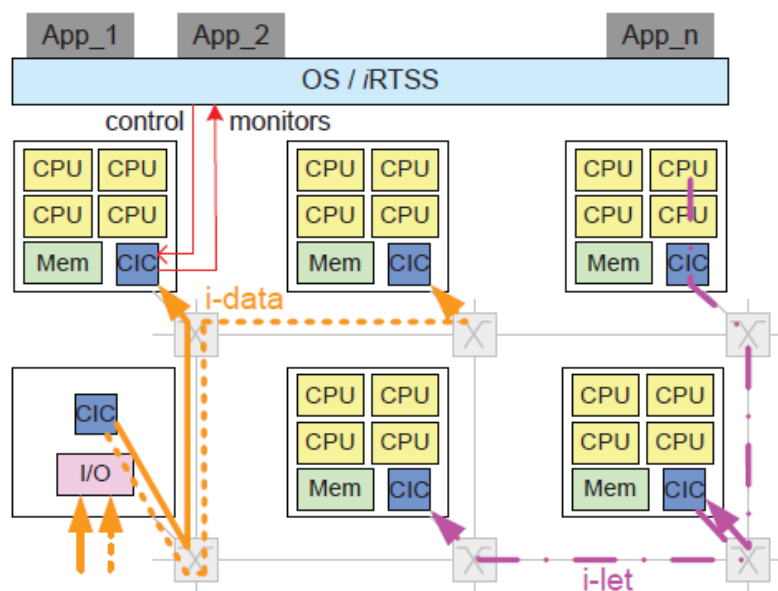 App_1 App_2 App_n
OS / iRTSS
control monitors
CPU CPU CPU CPU CPU CPU
CPU CPU CPU CPU CPU CPU
Mem CIC Mem CIC Mem CIC
i-data
CPU CPU CPU CPU
CIC
CPU CPU CPU CPU
I/O
Mem CIC Mem CIC
i-let